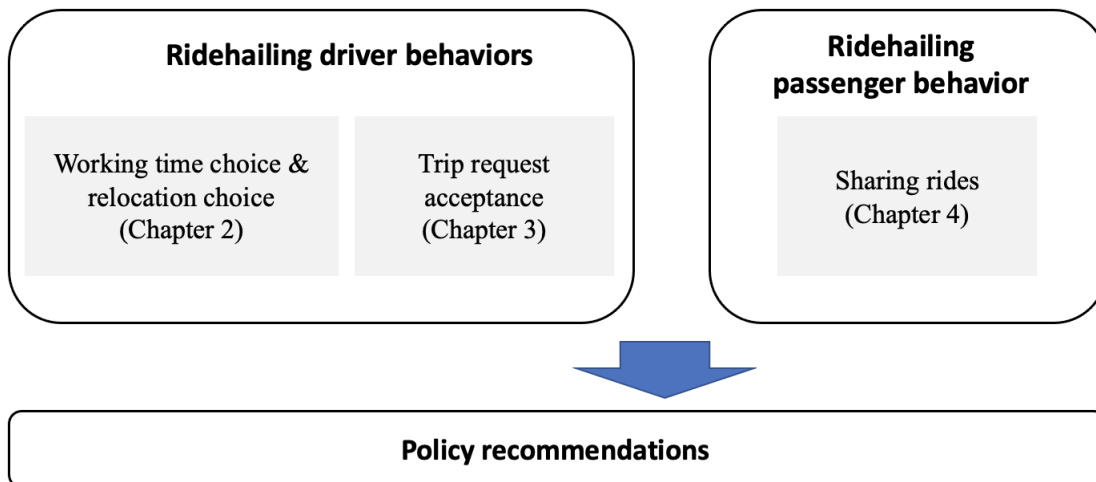 Ridehailing driver behaviors
Working time choice &
relocation choice
(Chapter 2)
Trip request
acceptance
(Chapter 3)
Ridehailing
passenger behavior
Sharing rides
(Chapter 4)
Policy recommendations